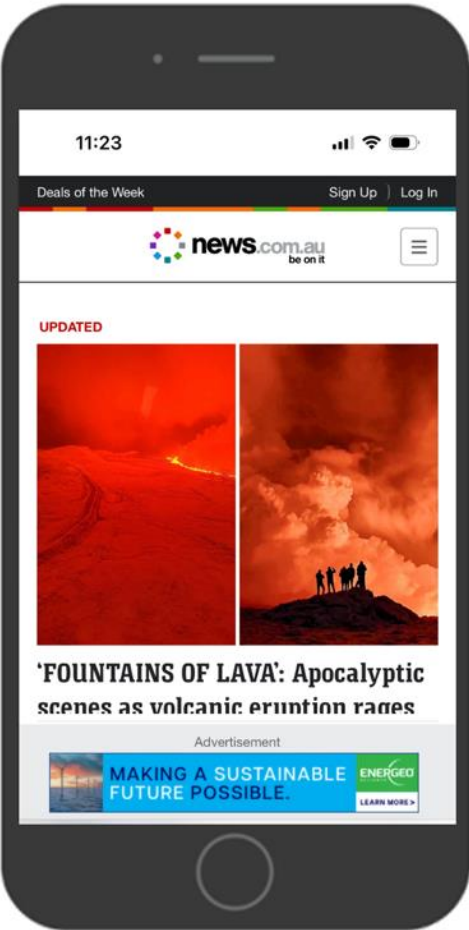 11:23
Deals of the Week
Sign Up
Log In
news.com.au
be on it
UPDATED
‘FOUNTAINS OF LAVA’: Apocalyptic
scenes as volcanic eruption rages
Advertisement
MAKING A SUSTAINABLE
FUTURE POSSIBLE.
ENERGEO
LEARN MORE >